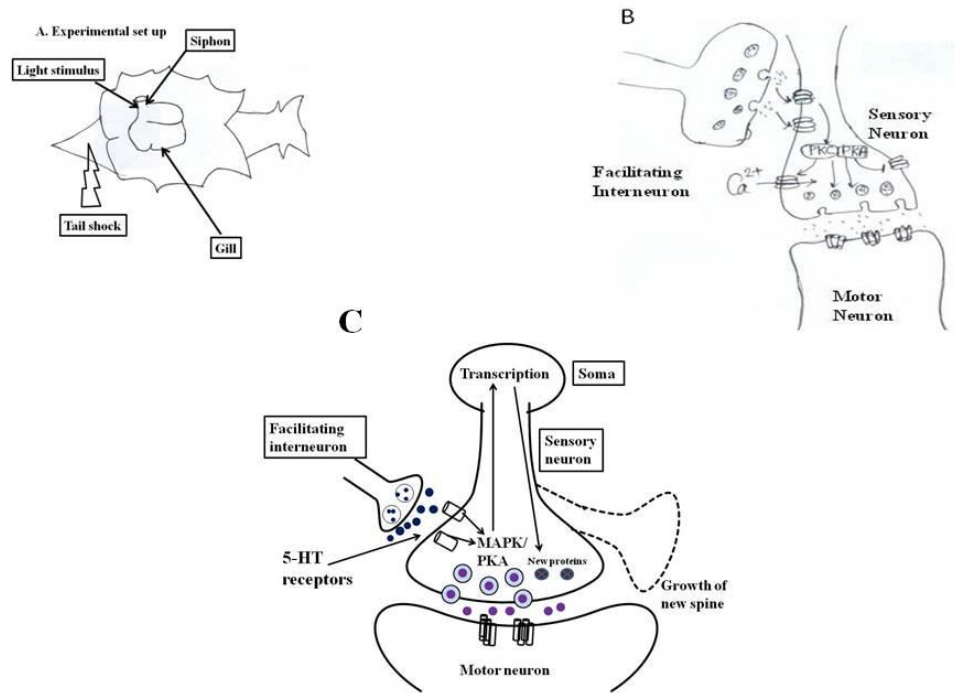 A. Experimental set up
Siphon
Light stimulus
Tail shock
Gill
B
Sensory
Neuron
PKC/PKA
Facilitating
Interneuron
Ca2+
Motor
Neuron
C
Transcription
Soma
Facilitating
interneuron
Sensory
neuron
5-HT
receptors
MAPK/
PKA
New proteins
Growth of
new spine
Motor neuron